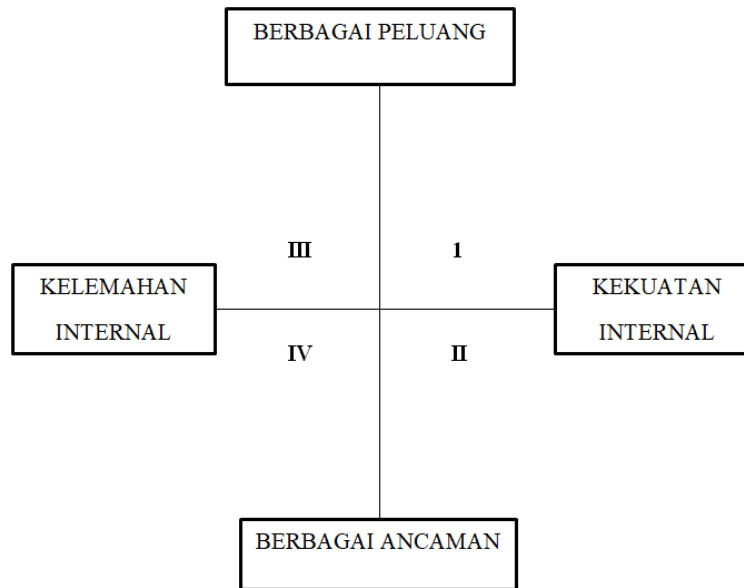 BERBAGAI PELUANG
III
1
KELEMAHAN
INTERNAL
KEKUATAN
INTERNAL
IV
II
BERBAGAI ANCAMAN